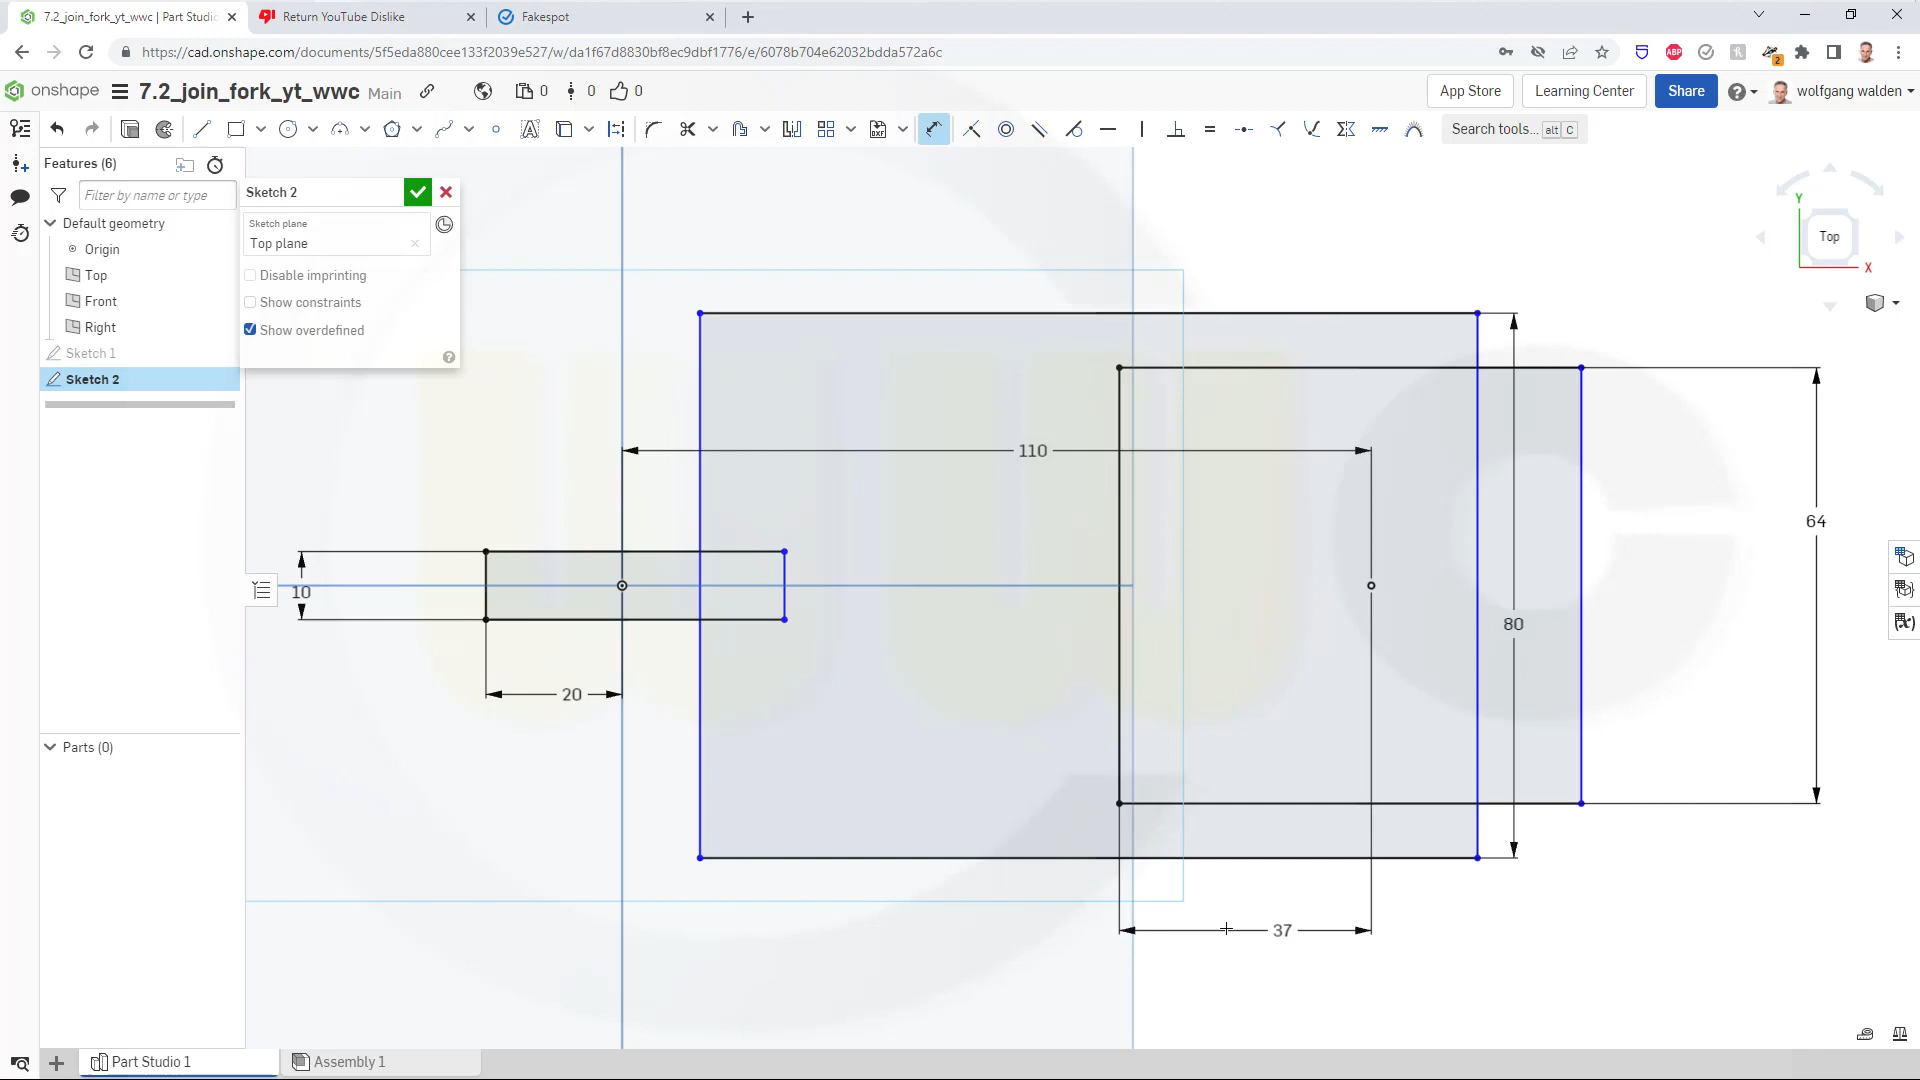 7.2_join_fork_yt_wwc | Part Studio
Return YouTube Dislike
Fakespot
https://cad.onshape.com/documents/5f5eda880cee133f2039e527/w/da1f67d8830bf8ec9dbf1776/e/6078b704e62032bdda572a6c
ABP
2
onshape
7.2_join_fork_yt_wwc Main
0
0
0
App Store
Learning Center
Share
wolfgang walden
Search tools... alt C
Features (6)
Filter by name or type
Default geometry
Origin
Top
Front
Right
Sketch 1
Sketch 2
Parts (0)
Sketch 2
Sketch plane
Top plane
Disable imprinting
Show constraints
Show overdefined
Y
Top
X
110
64
10
80
20
37
Part Studio 1
Assembly 1